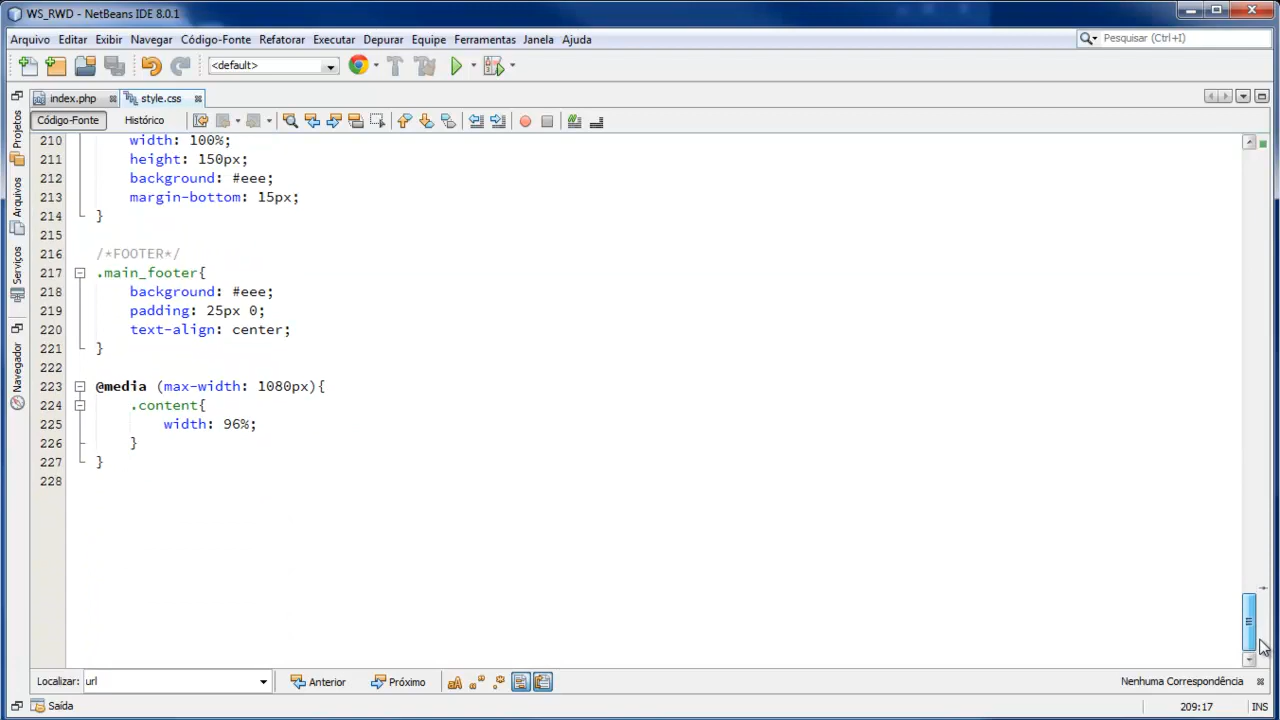 WS_RWD - NetBeans IDE 8.0.1
Arquivo Editar Exibir Navegar Código-Fonte Refatorar Executar Depurar Equipe Ferramentas Janela Ajuda
Pesquisar (Ctrl+I)
<default>
index.php style.css
Código-Fonte Histórico
Projetos
Arquivos
Serviços
Navegador
210 width: 100%;
211 height: 150px;
212 background: #eee;
213 margin-bottom: 15px;
214 }
215
216 /*FOOTER*/
217 .main_footer{
218 background: #eee;
219 padding: 25px 0;
220 text-align: center;
221 }
222
223 @media (max-width: 1080px){
224 .content{
225 width: 96%;
226 }
227 }
228
Localizar: url Anterior Próximo Nenhuma Correspondência
Saída 209:17 INS